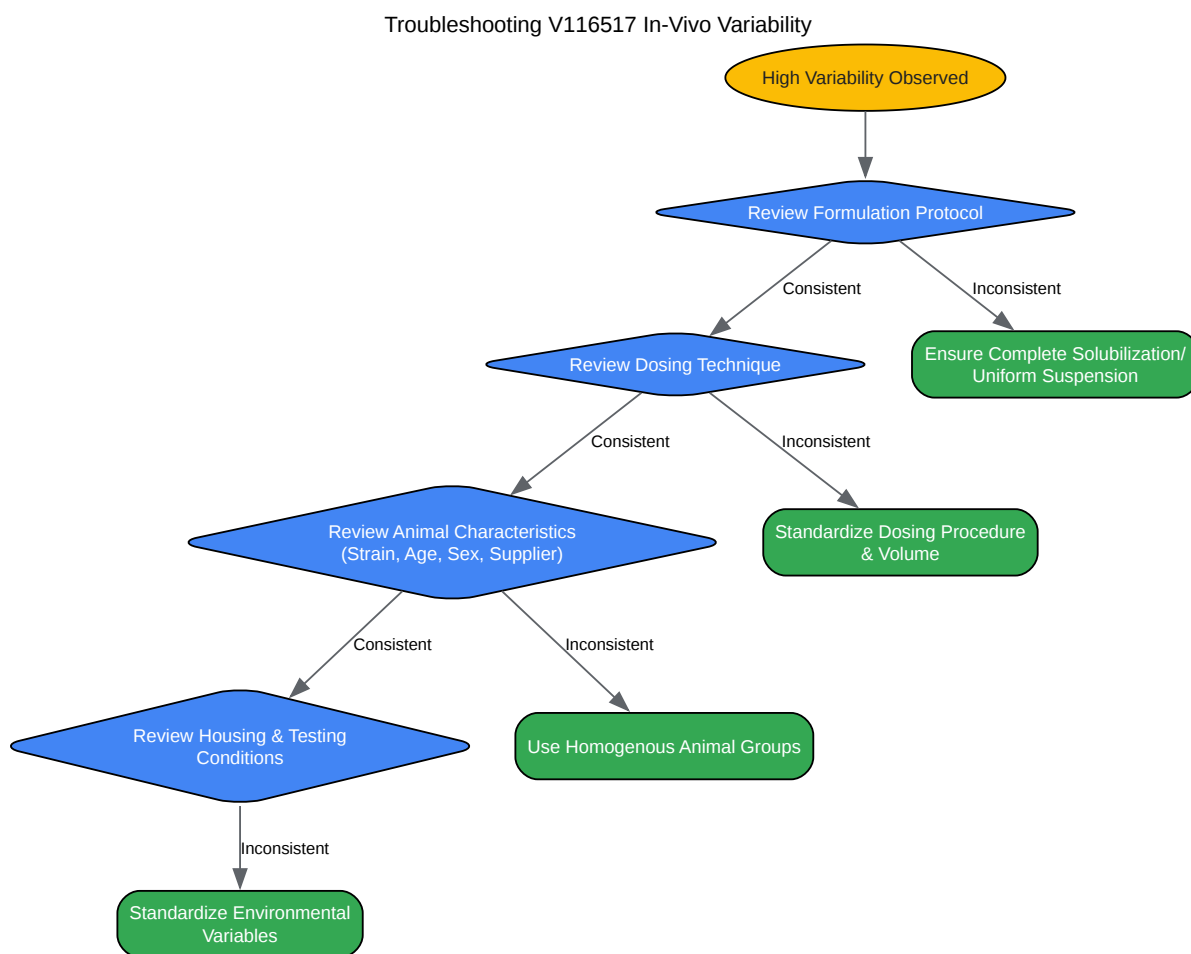 Troubleshooting V116517 In-Vivo Variability
High Variability Observed
Review Formulation Protocol
Consistent
Inconsistent
Review Dosing Technique
Ensure Complete Solubilization/
Uniform Suspension
Consistent
Inconsistent
Review Animal Characteristics
(Strain, Age, Sex, Supplier)
Standardize Dosing Procedure
& Volume
Consistent
Inconsistent
Review Housing & Testing
Conditions
Use Homogenous Animal Groups
Inconsistent
Standardize Environmental
Variables